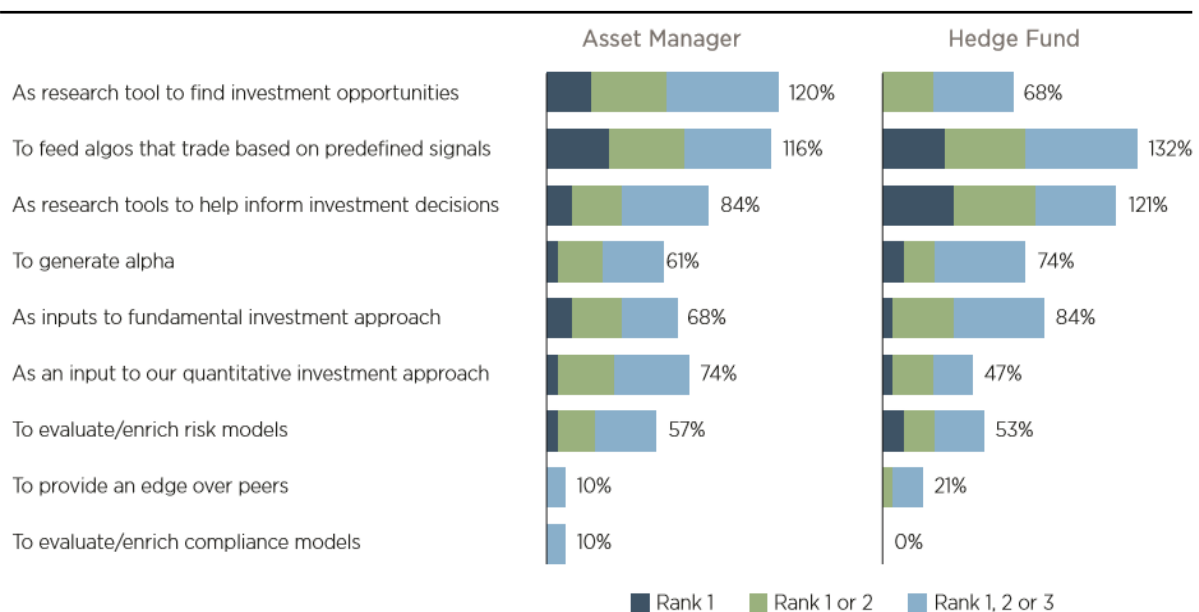 Asset Manager Hedge Fund
As research tool to find investment opportunities 120% 68%
To feed algos that trade based on predefined signals 116% 132%
As research tools to help inform investment decisions 84% 121%
To generate alpha 61% 74%
As inputs to fundamental investment approach 68% 84%
As an input to our quantitative investment approach 74% 47%
To evaluate/enrich risk models 57% 53%
To provide an edge over peers 10% 21%
To evaluate/enrich compliance models 10% 0%
Rank 1 Rank 1 or 2 Rank 1, 2 or 3